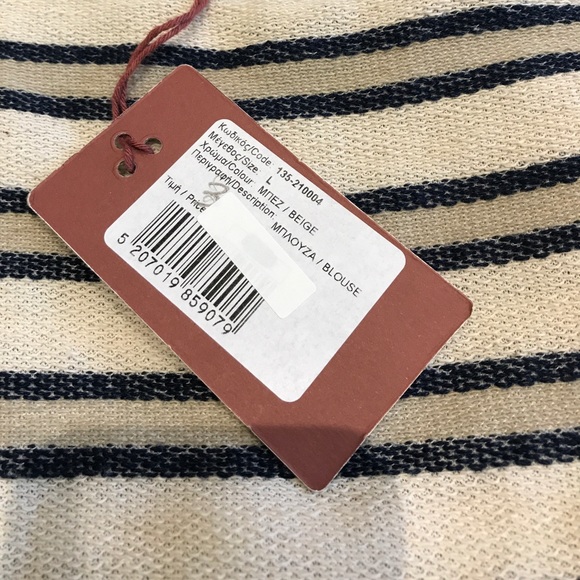 Κωδικός/Code: 135-210004
Μέγεθος/Size: L
Χρώμα/Colour: ΜΠΕΖ / BEIGE
Περιγραφή/Description: ΜΠΛΟΥΖΑ / BLOUSE
Τιμή / Price
5 207019 859079